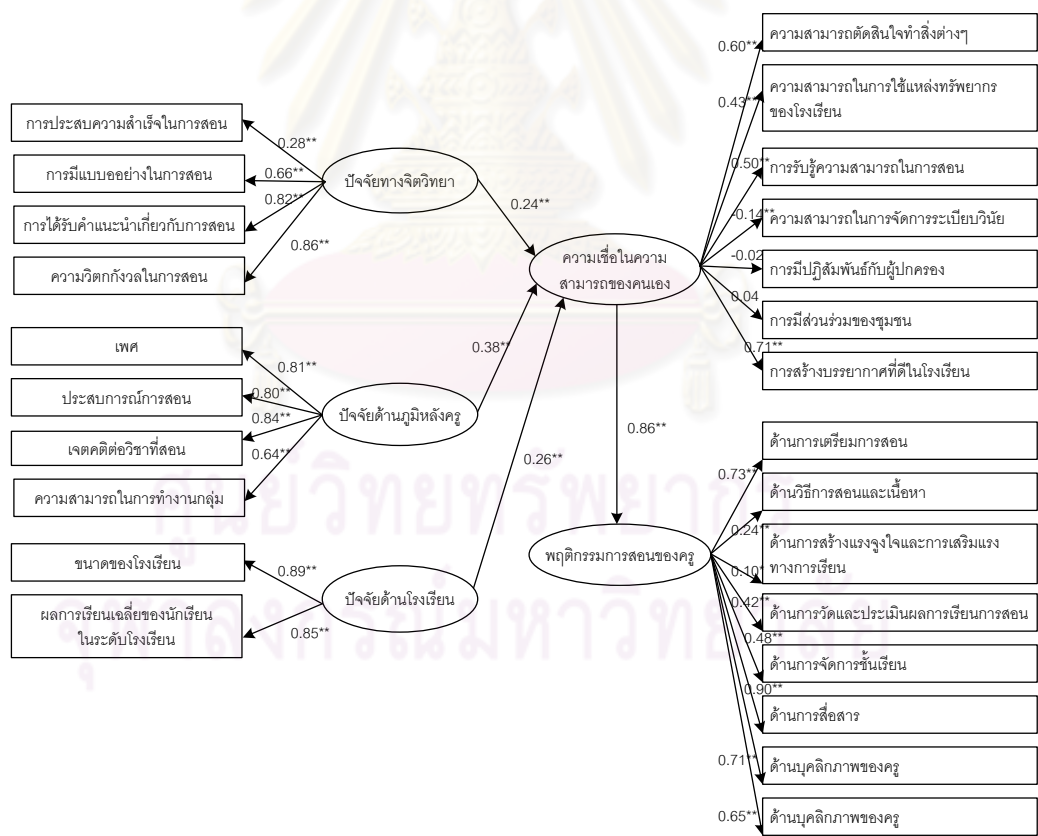 ความสามารถตัดสินใจทำสิ่งต่างๆ
0.60**
ความสามารถในการใช้แหล่งทรัพยากร
ของโรงเรียน
0.43**
การรับรู้ความสามารถในการสอน
0.50**
ความสามารถในการจัดการระเบียบวินัย
-0.14**
การมีปฏิสัมพันธ์กับผู้ปกครอง
-0.02
การมีส่วนร่วมของชุมชน
0.04
การสร้างบรรยากาศที่ดีในโรงเรียน
0.71**
การประสบความสำเร็จในการสอน
0.28**
การมีแบบออย่างในการสอน
0.66**
การได้รับคำแนะนำเกี่ยวกับการสอน
0.82**
ความวิตกกังวลในการสอน
0.86**
ปัจจัยทางจิตวิทยา
0.24**
ความเชื่อในความ
สามารถของคนเอง
เพศ
0.81**
ประสบการณ์การสอน
0.80**
เจตคติต่อวิชาที่สอน
0.84**
ความสามารถในการทำงานกลุ่ม
0.64**
ปัจจัยด้านภูมิหลังครู
0.38**
0.86**
ขนาดของโรงเรียน
0.89**
ผลการเรียนเฉลี่ยของนักเรียน
ในระดับโรงเรียน
0.85**
ปัจจัยด้านโรงเรียน
0.26**
พฤติกรรมการสอนของครู
ด้านการเตรียมการสอน
0.73**
ด้านวิธีการสอนและเนื้อหา
0.24**
ด้านการสร้างแรงจูงใจและการเสริมแรง
ทางการเรียน
0.10*
ด้านการวัดและประเมินผลการเรียนการสอน
0.42**
ด้านการจัดการชั้นเรียน
0.48**
ด้านการสื่อสาร
0.90**
ด้านบุคลิกภาพของครู
0.71**
ด้านบุคลิกภาพของครู
0.65**
ศูนย์วิทยทรัพยากร
จุฬาลงกรณ์มหาวิทยาลัย